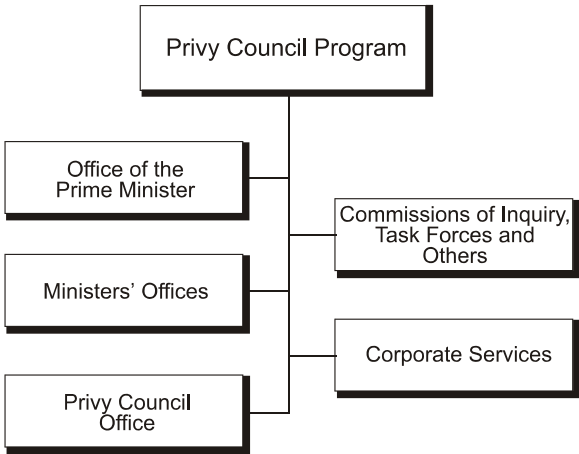 Privy Council Program
Office of the
Prime Minister
Commissions of Inquiry,
Task Forces and
Others
Ministers’ Offices
Corporate Services
Privy Council
Office